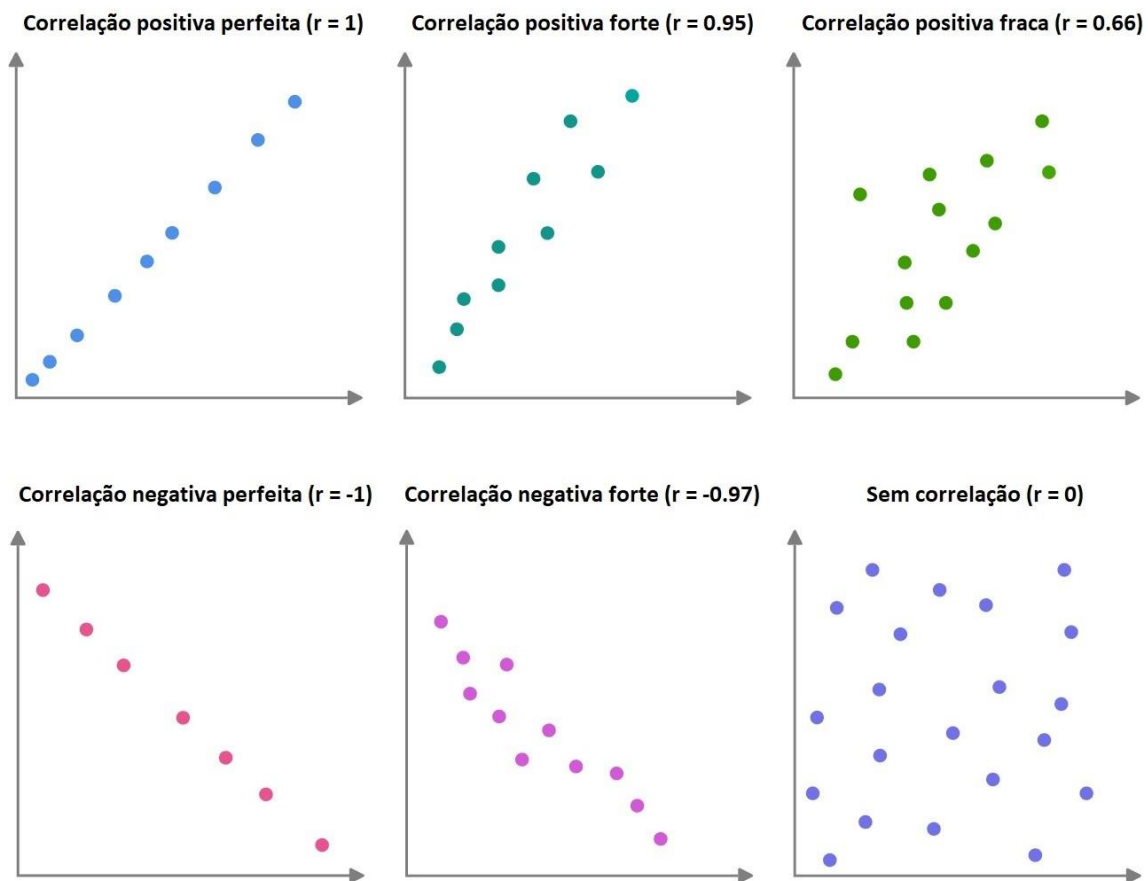 Correlação positiva perfeita (r = 1)
Correlação positiva forte (r = 0.95)
Correlação positiva fraca (r = 0.66)
Correlação negativa perfeita (r = -1)
Correlação negativa forte (r = -0.97)
Sem correlação (r = 0)